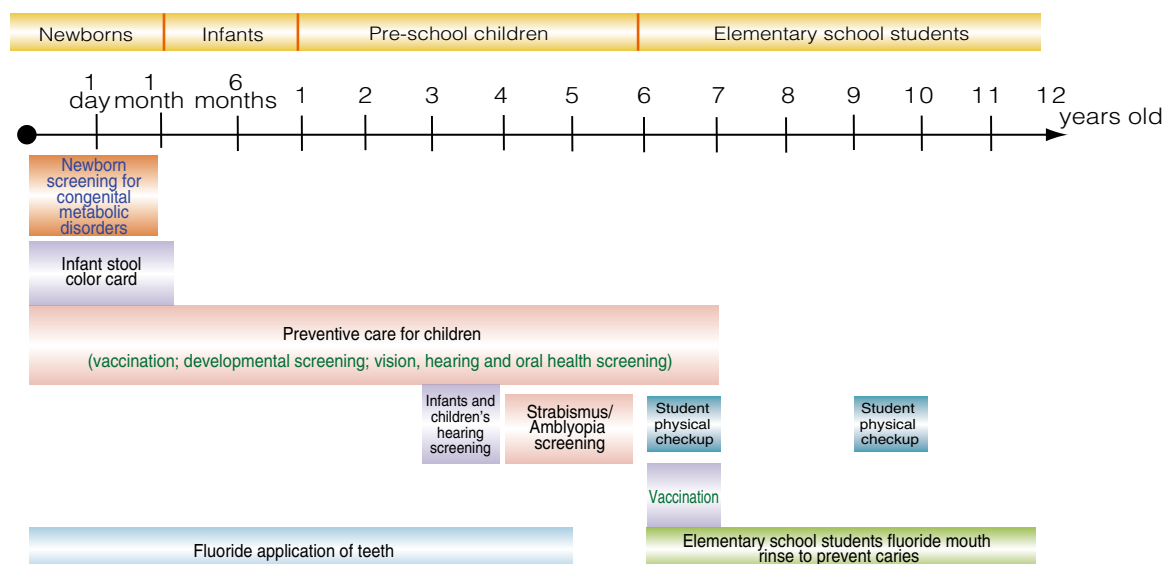 Newborns Infants Pre-school children Elementary school students
1 1 6
day month months 1 2 3 4 5 6 7 8 9 10 11 12
years old
Newborn
screening for
congenital
metabolic
disorders
Infant stool
color card
Preventive care for children
(vaccination; developmental screening; vision, hearing and oral health screening)
Infants and
children's
hearing
screening
Strabismus/
Amblyopia
screening
Student
physical
checkup
Student
physical
checkup
Vaccination
Fluoride application of teeth
Elementary school students fluoride mouth
rinse to prevent caries